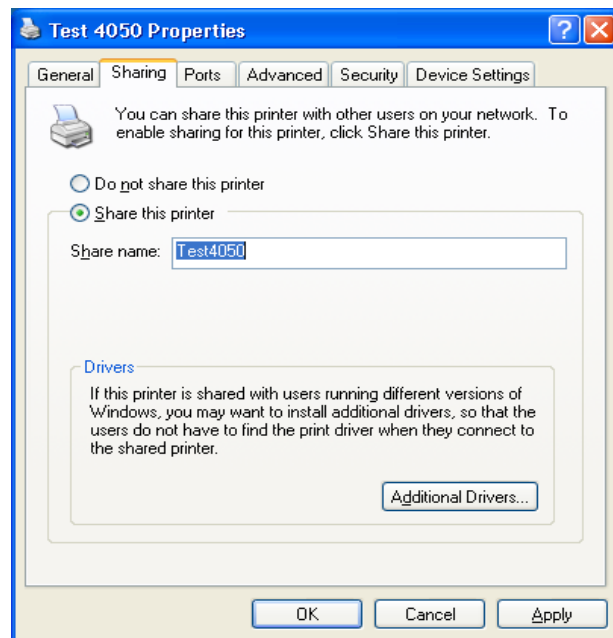 Test 4050 Properties
General Sharing Ports Advanced Security Device Settings
You can share this printer with other users on your network. To
enable sharing for this printer, click Share this printer.
Do not share this printer
Share this printer
Share name: Test4050
Drivers
If this printer is shared with users running different versions of
Windows, you may want to install additional drivers, so that the
users do not have to find the print driver when they connect to
the shared printer.
Additional Drivers...
OK Cancel Apply